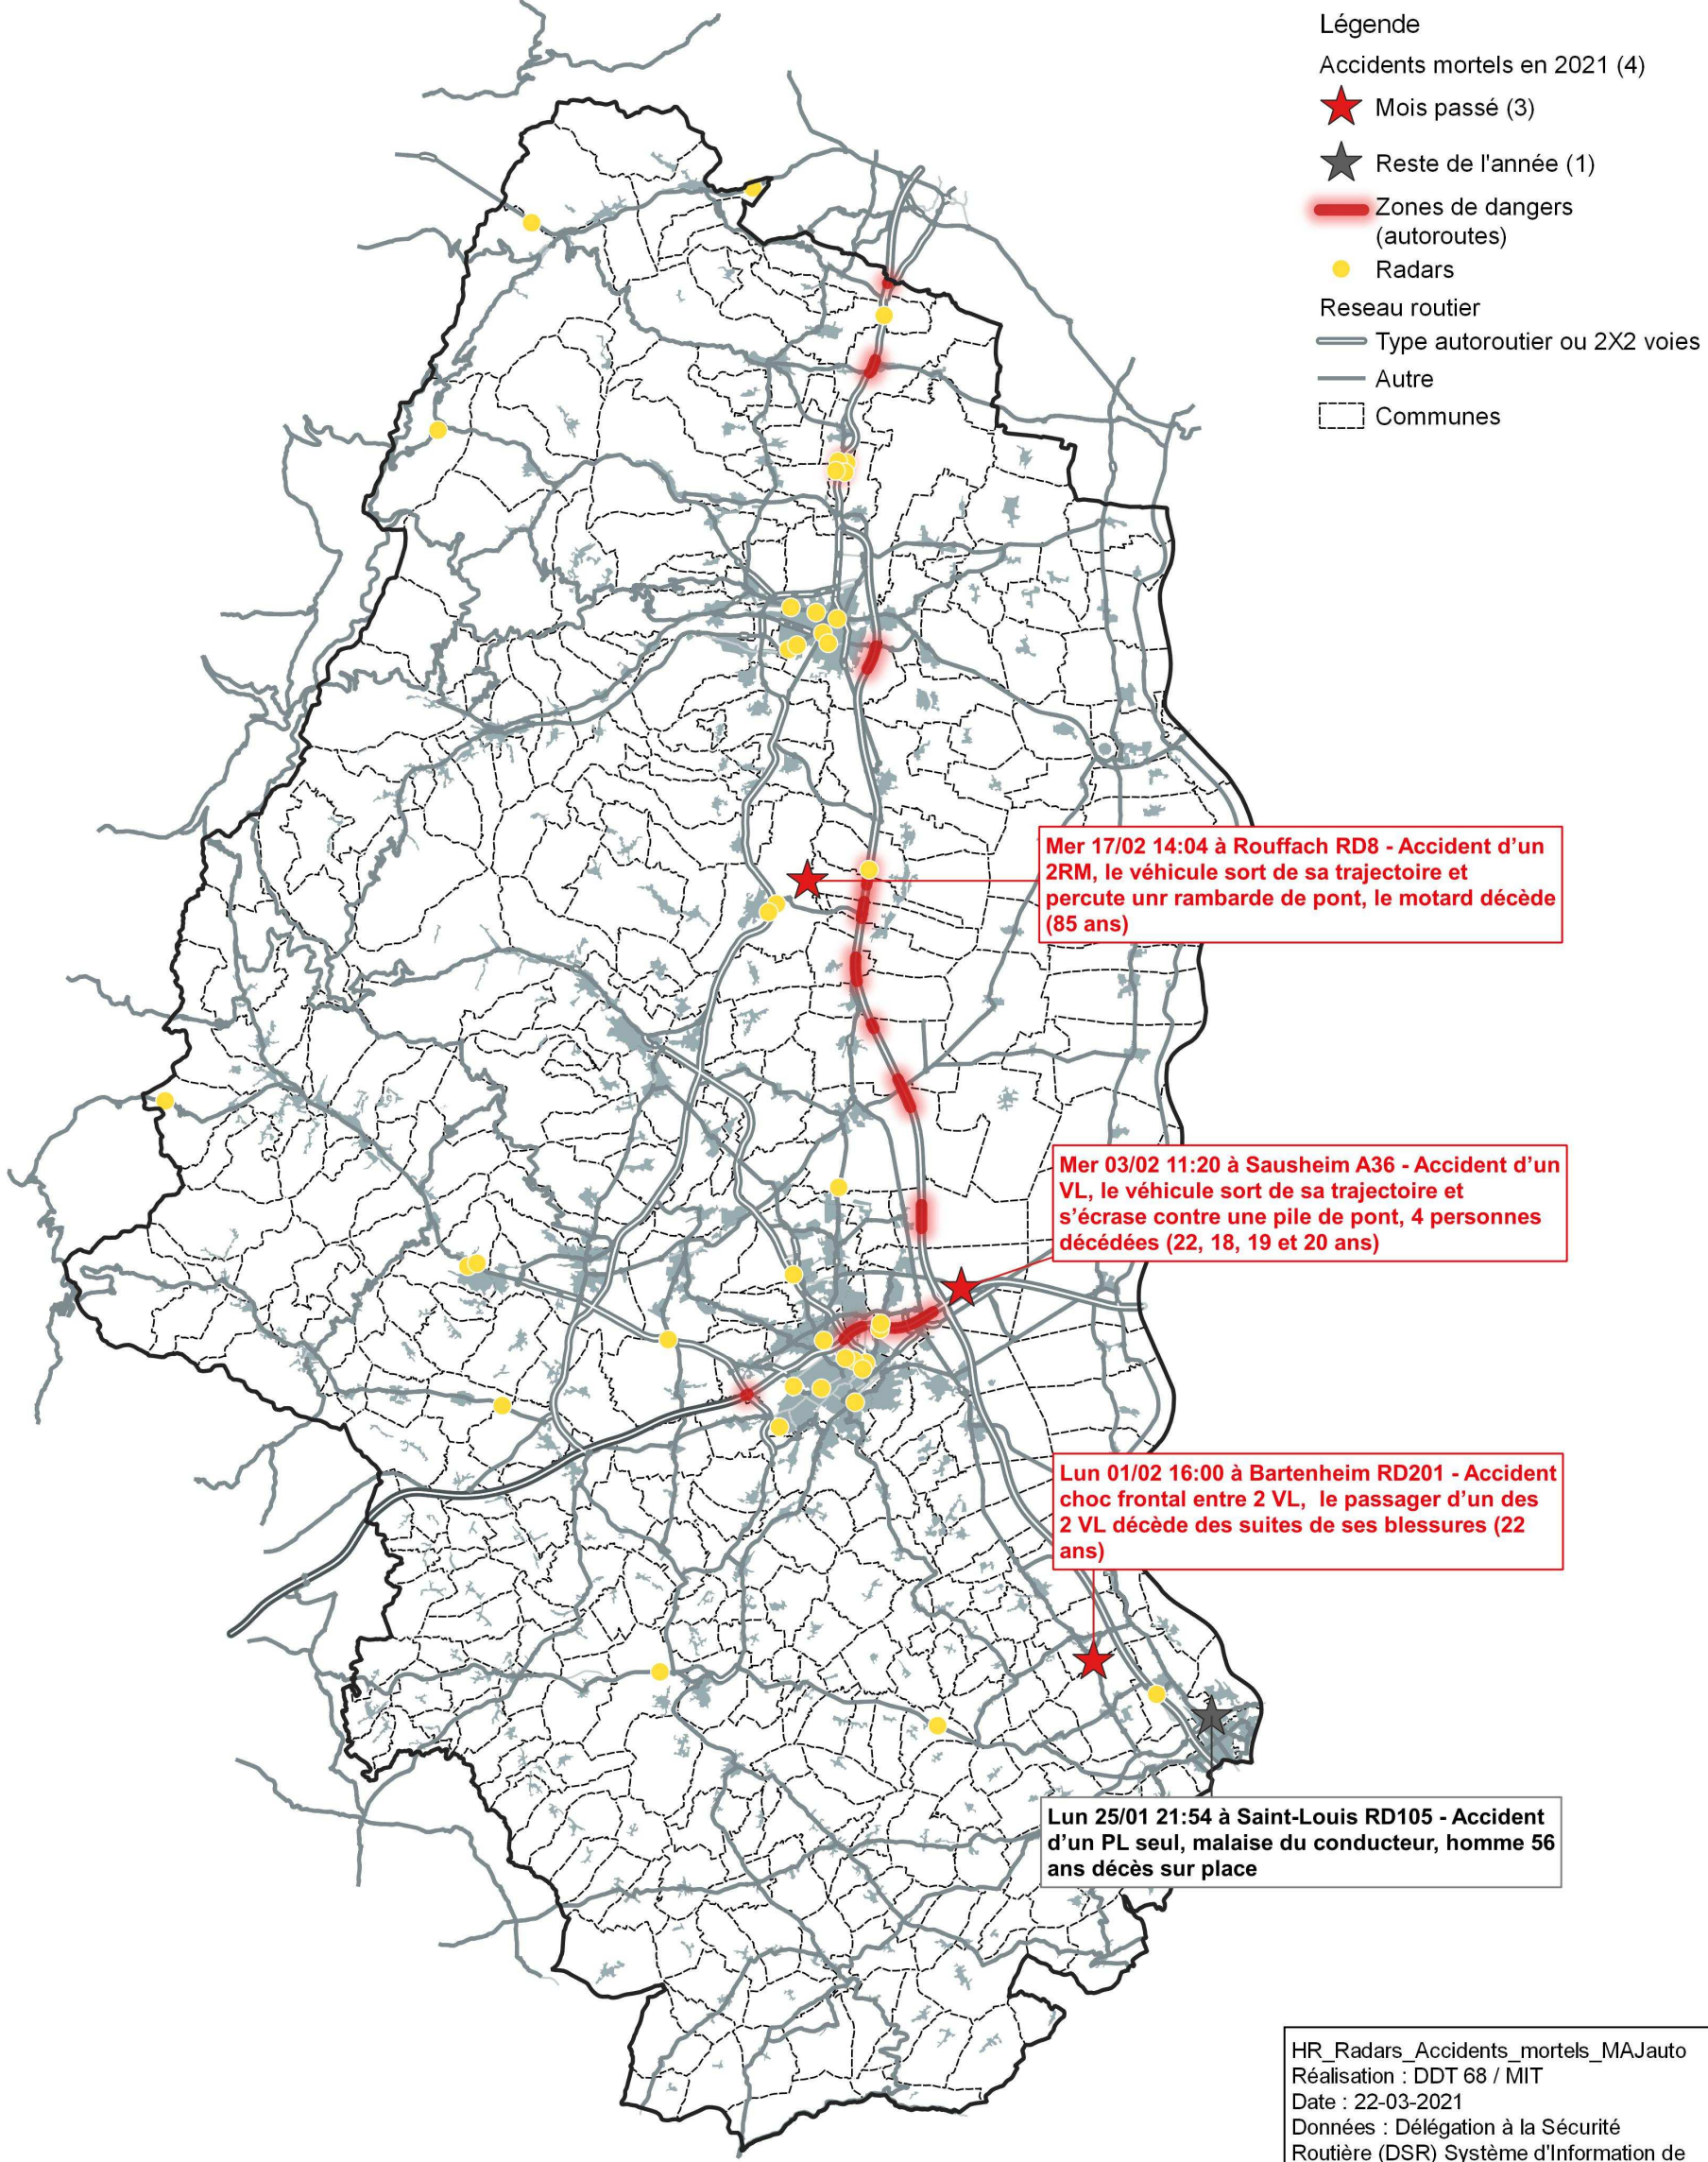 Légende
Accidents mortels en 2021 (4)
Mois passé (3)
Reste de l'année (1)
Zones de dangers
(autoroutes)
Radars
Reseau routier
Type autoroutier ou 2X2 voies
Autre
Communes
Mer 17/02 14:04 à Rouffach RD8 - Accident d’un
2RM, le véhicule sort de sa trajectoire et
percute unr rambarde de pont, le motard décède
(85 ans)
Mer 03/02 11:20 à Sausheim A36 - Accident d’un
VL, le véhicule sort de sa trajectoire et
s’écrase contre une pile de pont, 4 personnes
décédées (22, 18, 19 et 20 ans)
Lun 01/02 16:00 à Bartenheim RD201 - Accident
choc frontal entre 2 VL, le passager d’un des
2 VL décède des suites de ses blessures (22
ans)
Lun 25/01 21:54 à Saint-Louis RD105 - Accident
d’un PL seul, malaise du conducteur, homme 56
ans décès sur place
HR_Radars_Accidents_mortels_MAJauto
Réalisation : DDT 68 / MIT
Date : 22-03-2021
Données : Délégation à la Sécurité
Routière (DSR) Système d'Information de